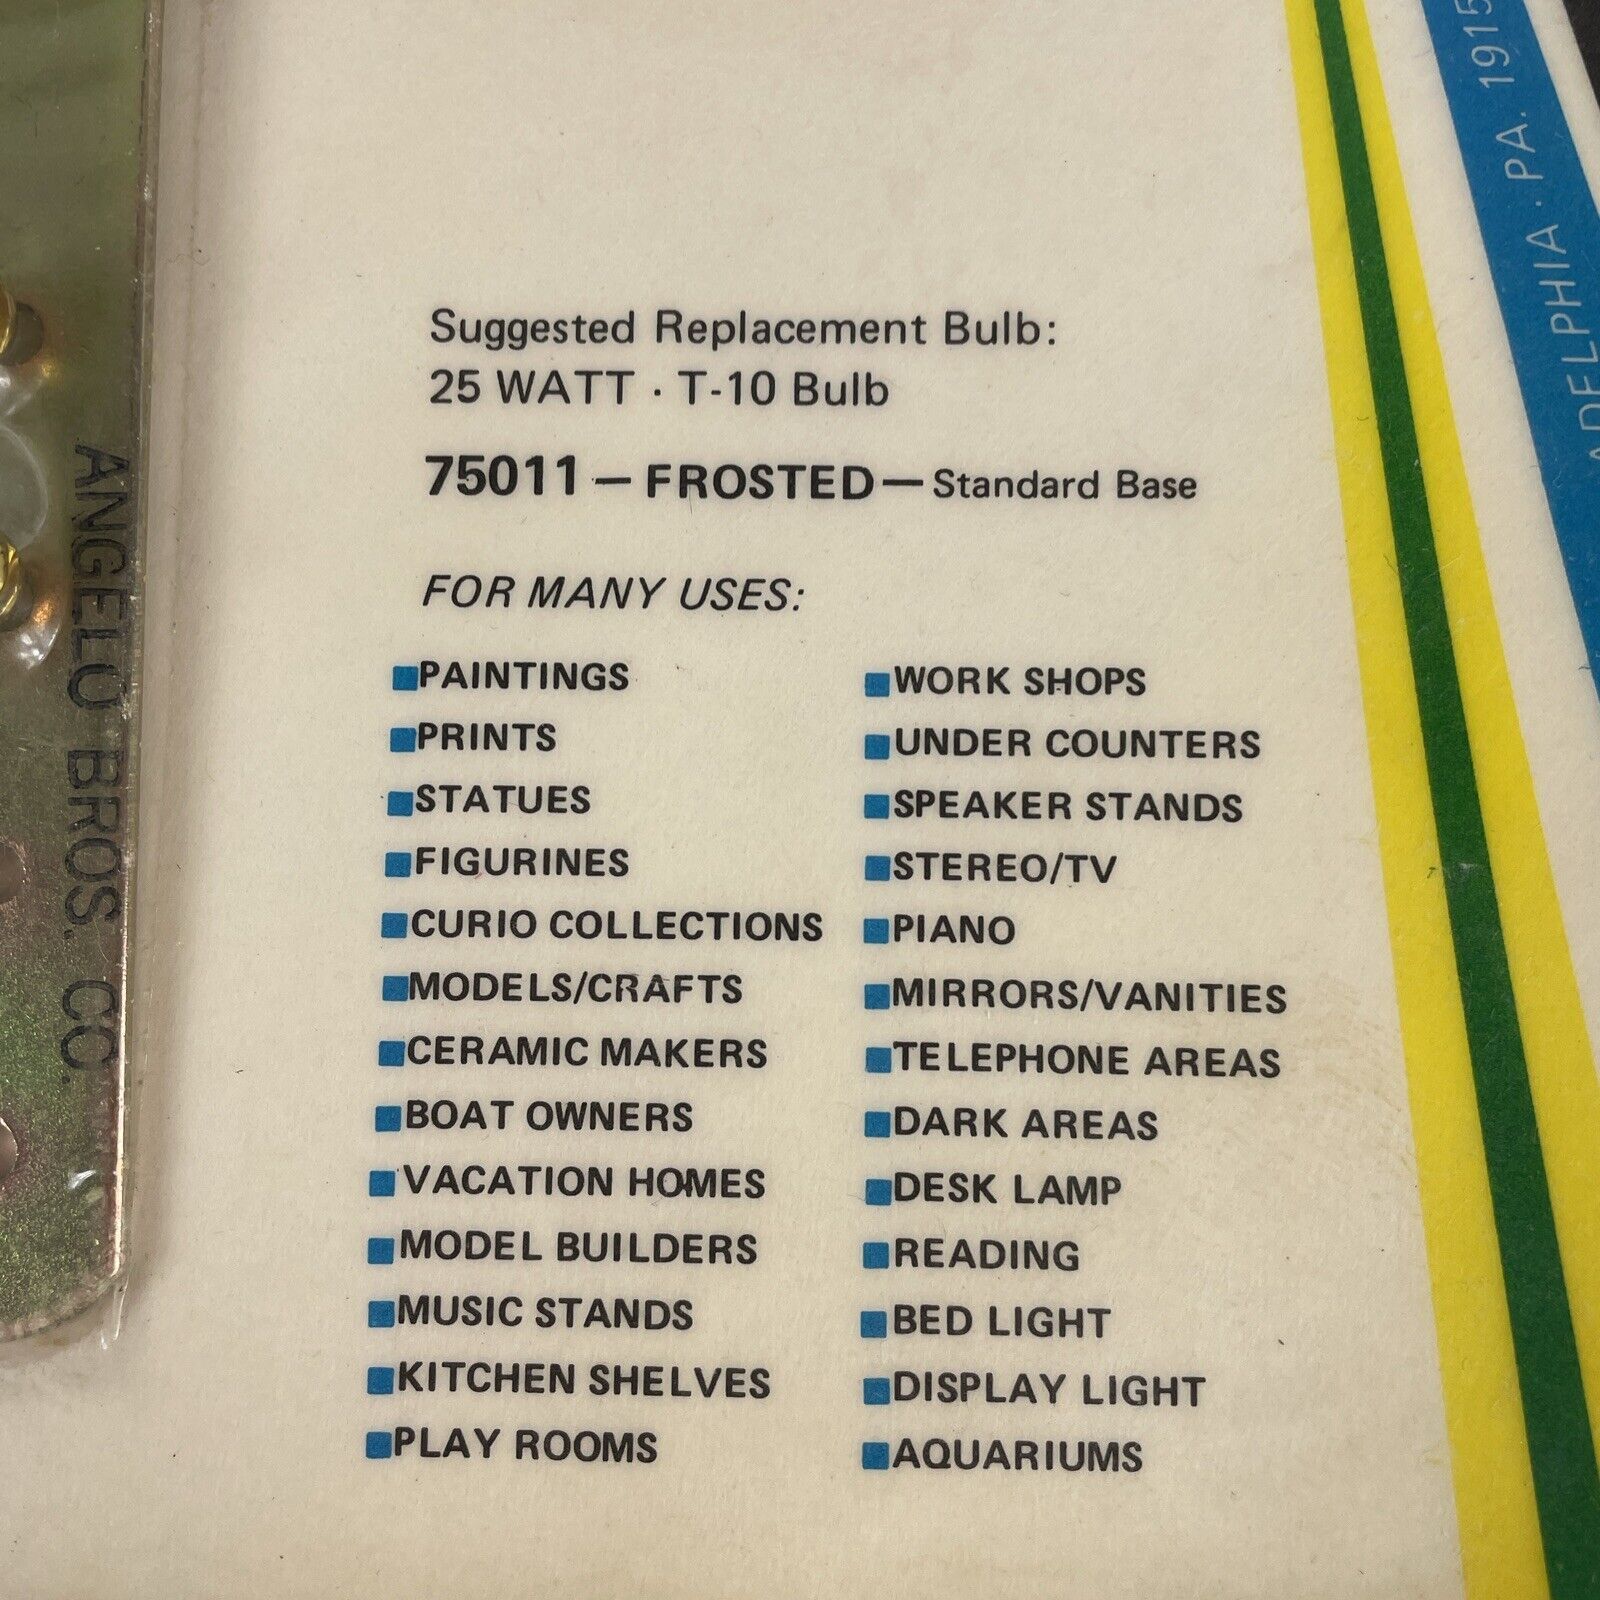 Suggested Replacement Bulb:
25 WATT · T-10 Bulb
75011 — FROSTED — Standard Base
FOR MANY USES:
PAINTINGS
PRINTS
STATUES
FIGURINES
CURIO COLLECTIONS
MODELS/CRAFTS
CERAMIC MAKERS
BOAT OWNERS
VACATION HOMES
MODEL BUILDERS
MUSIC STANDS
KITCHEN SHELVES
PLAY ROOMS
WORK SHOPS
UNDER COUNTERS
SPEAKER STANDS
STEREO/TV
PIANO
MIRRORS/VANITIES
TELEPHONE AREAS
DARK AREAS
DESK LAMP
READING
BED LIGHT
DISPLAY LIGHT
AQUARIUMS
ANGELO BROS. CO.
ADELPHIA · PA. 1915